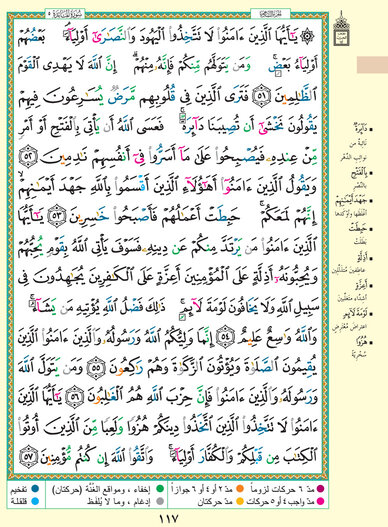 الجزء السادس
سُورَةُ المَائِدَةِ ٥
۞ يَٰٓأَيُّهَا ٱلَّذِينَ ءَامَنُوا۟ لَا تَتَّخِذُوا۟ ٱلْيَهُودَ وَٱلنَّصَٰرَىٰٓ أَوْلِيَآءَ ۘ بَعْضُهُمْ
أَوْلِيَآءُ بَعْضٍ ۚ وَمَن يَتَوَلَّهُم مِّنكُمْ فَإِنَّهُۥ مِنْهُمْ ۗ إِنَّ ٱللَّهَ لَا يَهْدِى ٱلْقَوْمَ
ٱلظَّٰلِمِينَ ٥١ فَتَرَى ٱلَّذِينَ فِى قُلُوبِهِم مَّرَضٌ يُسَٰرِعُونَ فِيهِمْ
يَقُولُونَ نَخْشَىٰٓ أَن تُصِيبَنَا دَآئِرَةٌ ۚ فَعَسَى ٱللَّهُ أَن يَأْتِىَ بِٱلْفَتْحِ أَوْ أَمْرٍ
مِّنْ عِندِهِۦ فَيُصْبِحُوا۟ عَلَىٰ مَآ أَسَرُّوا۟ فِىٓ أَنفُسِهِمْ نَٰدِمِينَ ٥٢
وَيَقُولُ ٱلَّذِينَ ءَامَنُوٓا۟ أَهَٰٓؤُلَآءِ ٱلَّذِينَ أَقْسَمُوا۟ بِٱللَّهِ جَهْدَ أَيْمَٰنِهِمْ ۙ
إِنَّهُمْ لَمَعَكُمْ ۚ حَبِطَتْ أَعْمَٰلُهُمْ فَأَصْبَحُوا۟ خَٰسِرِينَ ٥٣ يَٰٓأَيُّهَا
ٱلَّذِينَ ءَامَنُوا۟ مَن يَرْتَدَّ مِنكُمْ عَن دِينِهِۦ فَسَوْفَ يَأْتِى ٱللَّهُ بِقَوْمٍ يُحِبُّهُمْ
وَيُحِبُّونَهُۥٓ أَذِلَّةٍ عَلَى ٱلْمُؤْمِنِينَ أَعِزَّةٍ عَلَى ٱلْكَٰفِرِينَ يُجَٰهِدُونَ فِى
سَبِيلِ ٱللَّهِ وَلَا يَخَافُونَ لَوْمَةَ لَآئِمٍ ۚ ذَٰلِكَ فَضْلُ ٱللَّهِ يُؤْتِيهِ مَن يَشَآءُ ۚ
وَٱللَّهُ وَٰسِعٌ عَلِيمٌ ٥٤ إِنَّمَا وَلِيُّكُمُ ٱللَّهُ وَرَسُولُهُۥ وَٱلَّذِينَ ءَامَنُوا۟ ٱلَّذِينَ
يُقِيمُونَ ٱلصَّلَوٰةَ وَيُؤْتُونَ ٱلزَّكَوٰةَ وَهُمْ رَٰكِعُونَ ٥٥ وَمَن يَتَوَلَّ ٱللَّهَ
وَرَسُولَهُۥ وَٱلَّذِينَ ءَامَنُوا۟ فَإِنَّ حِزْبَ ٱللَّهِ هُمُ ٱلْغَٰلِبُونَ ٥٦ يَٰٓأَيُّهَا ٱلَّذِينَ
ءَامَنُوا۟ لَا تَتَّخِذُوا۟ ٱلَّذِينَ ٱتَّخَذُوا۟ دِينَكُمْ هُزُوًا وَلَعِبًا مِّنَ ٱلَّذِينَ أُوتُوا۟
ٱلْكِتَٰبَ مِن قَبْلِكُمْ وَٱلْكُفَّارَ أَوْلِيَآءَ ۚ وَٱتَّقُوا۟ ٱللَّهَ إِن كُنتُم مُّؤْمِنِينَ ٥٧
دَآئِرَةٌ
نائبة من
نوائب الدهر
بِالْفَتْحِ
بالنصر
جَهْدَ أَيْمَانِهِمْ
أغلظها وأوكدها
حَبِطَتْ
بطلت
أَذِلَّةٍ
عاطفين متذللين
أَعِزَّةٍ
أشداء متغلبين
لَوْمَةَ لَائِمٍ
اعتراض معترض
هُزُوًا
سخرية
مدّ ٦ حركات لزوماً مدّ ٢ أو ٤ أو ٦ جوازاً إخفاء ، ومواقع الغُنَّة (حركتان) تفخيم
مدّ واجب ٤ أو ٥ حركات مدّ حركتان إدغام ، وما لا يُلفَظ قلقلة
١١٧